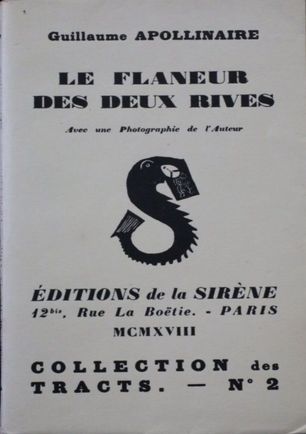 Guillaume APOLLINAIRE
LE FLANEUR
DES DEUX RIVES
Avec une Photographie de l'Auteur
ÉDITIONS de la SIRÈNE
12bis, Rue La Boëtie. - PARIS
MCMXVIII
COLLECTION des
TRACTS. — N° 2